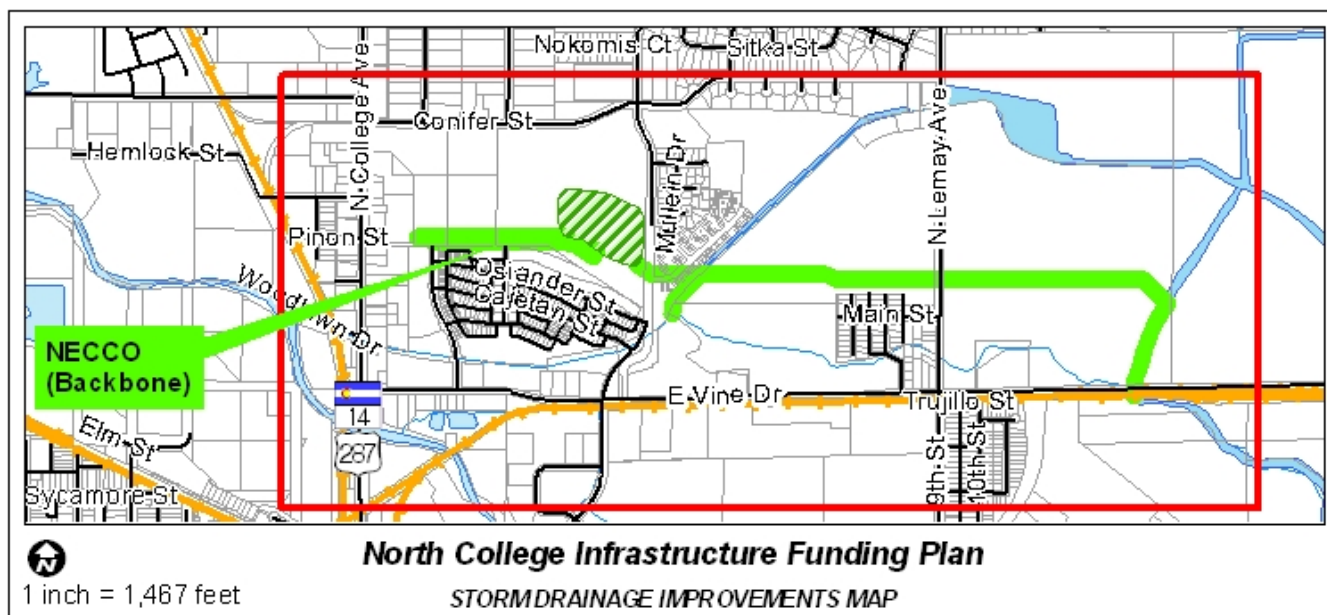 Nokomis Ct
Sitka St
N College Ave
Conifer St
N Lemay Ave
Hemlock St
Mullein Dr
Pinon St
Osiander St
Woodlawn Dr
Cajetan St
Main St
NECCO
(Backbone)
E Vine Dr
Trujillo St
14
Elm St
287
9th St
10th St
Sycamore St
N
North College Infrastructure Funding Plan
1 inch = 1,467 feet
STORM DRAINAGE IMPROVEMENTS MAP